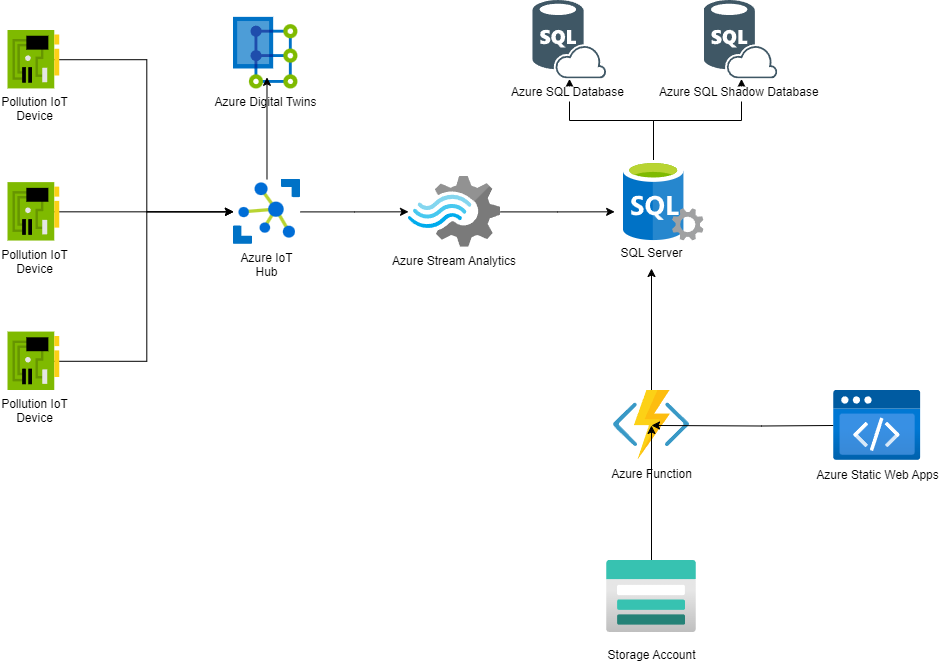 SQL
SQL
Pollution IoT
Device
Azure Digital Twins
Azure SQL Database
Azure SQL Shadow Database
SQL
Pollution IoT
Device
Azure IoT
Hub
Azure Stream Analytics
SQL Server
Pollution IoT
Device
Azure Function
Azure Static Web Apps
Storage Account